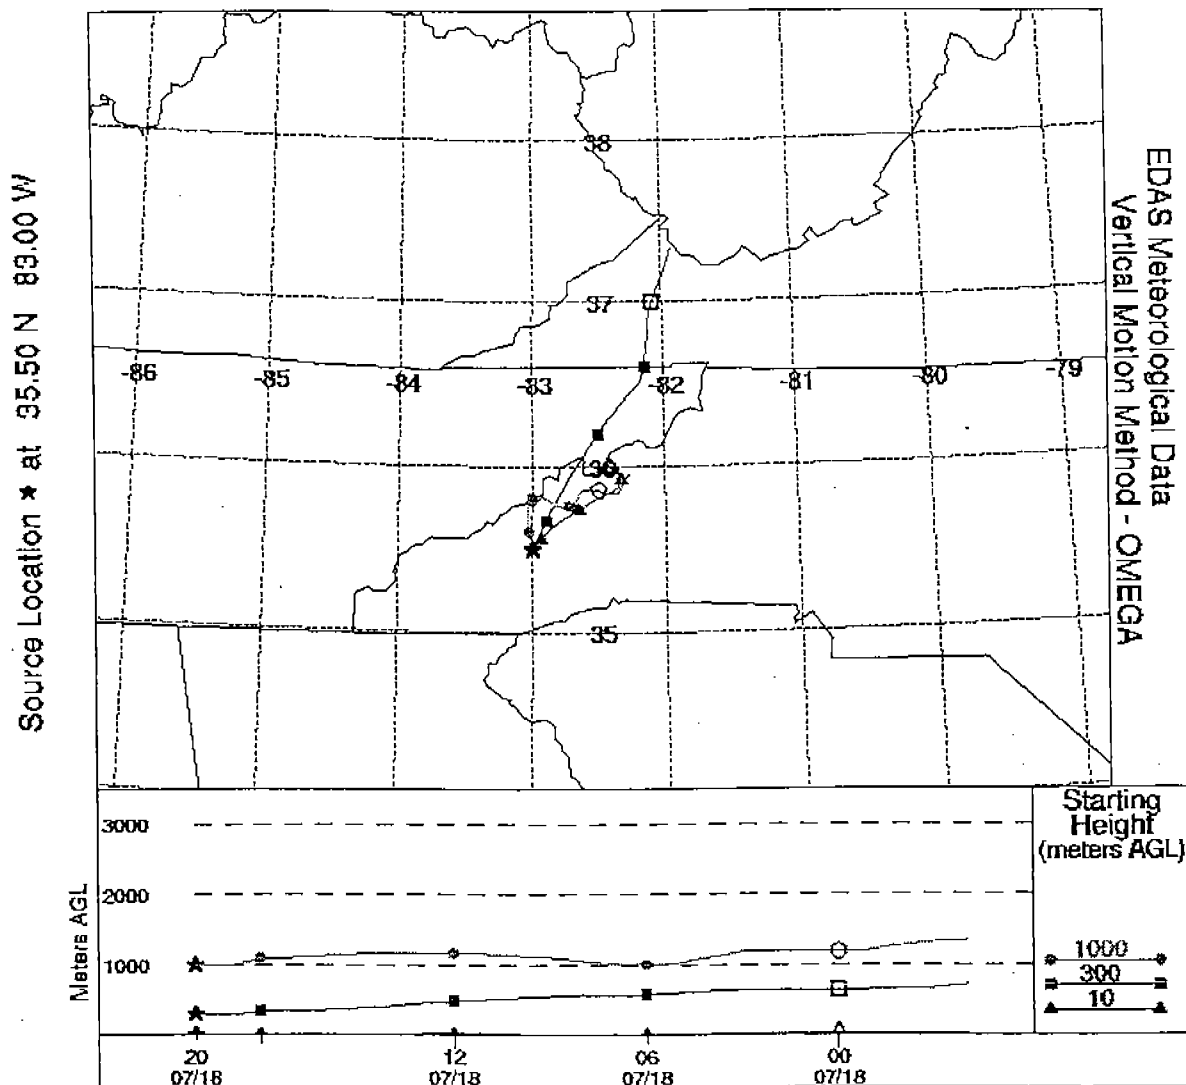 Source Location ★ at 35.50 N 83.00 W
EDAS Meteorological Data
Vertical Motion Method - OMEGA
38
37
-86 -85 -84 -83 -82 -81 -80 -79
36
35
Meters AGL
3000
2000
1000
Starting
Height
(meters AGL)
1000
300
10
20 12 06 00
07/18 07/18 07/18 07/18